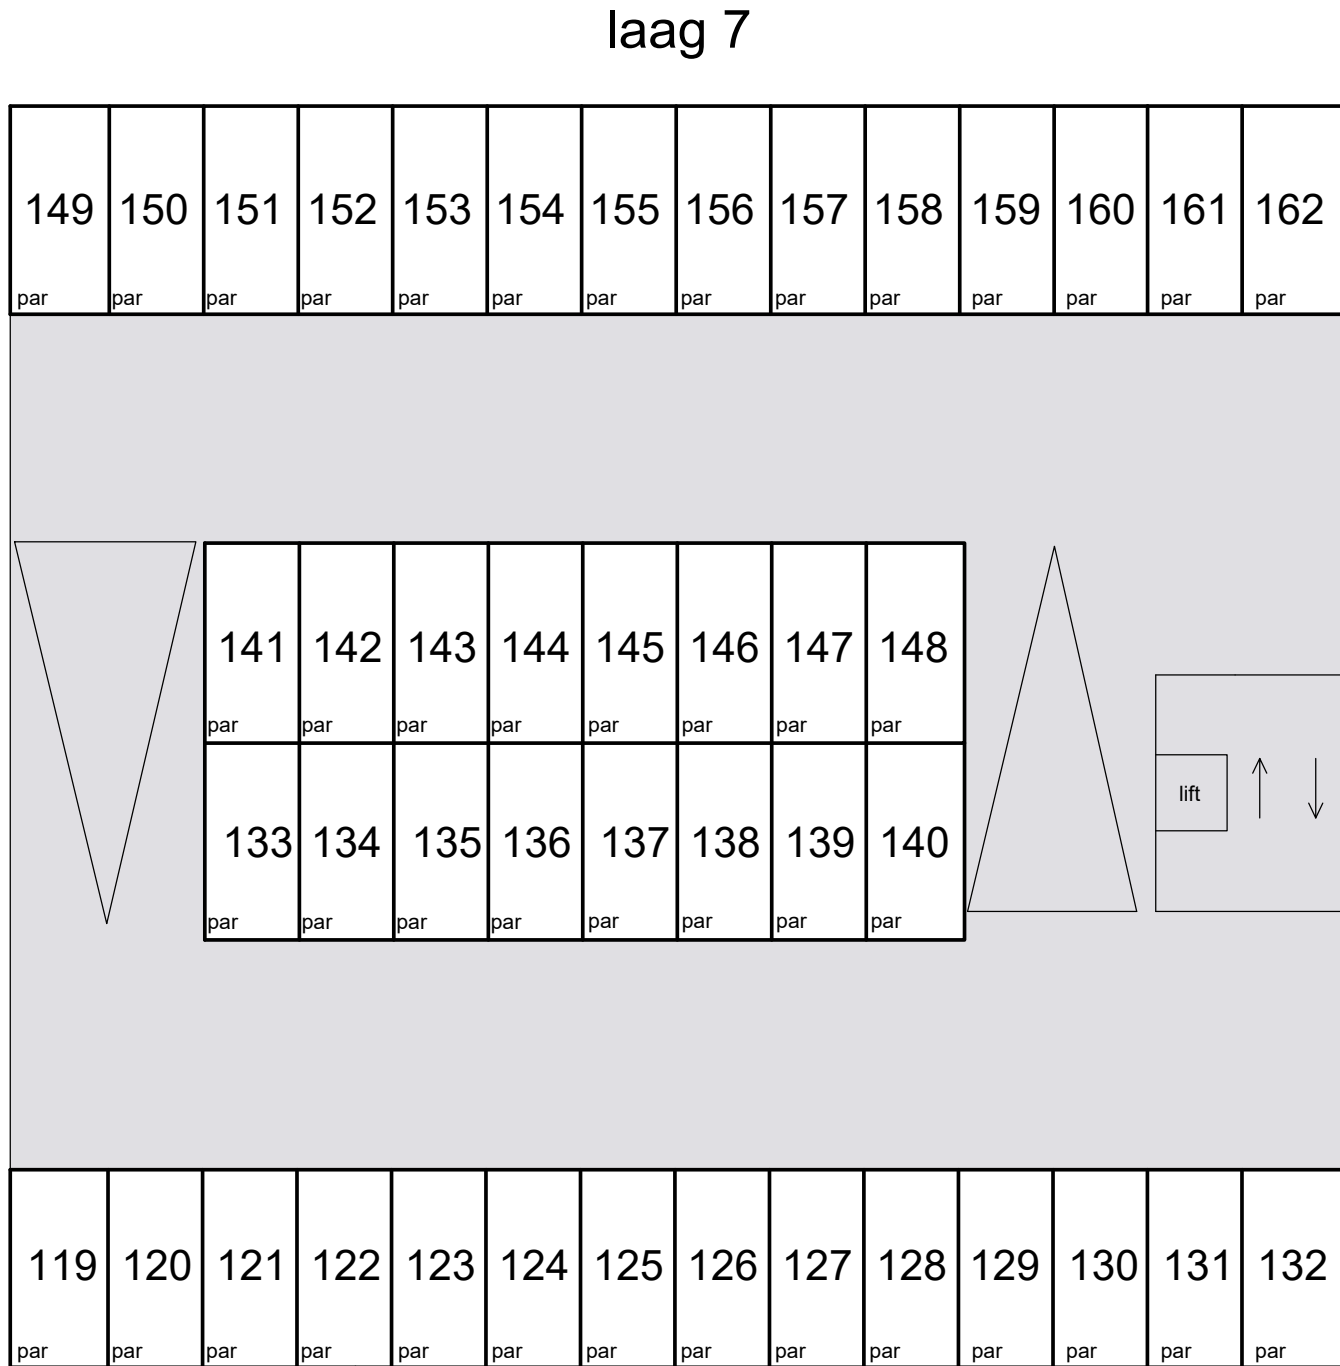 laag 7
149 150 151 152 153 154 155 156 157 158 159 160 161 162
par par par par par par par par par par par par par par
141 142 143 144 145 146 147 148
par par par par par par par par
lift
133 134 135 136 137 138 139 140
par par par par par par par par
119 120 121 122 123 124 125 126 127 128 129 130 131 132
par par par par par par par par par par par par par par